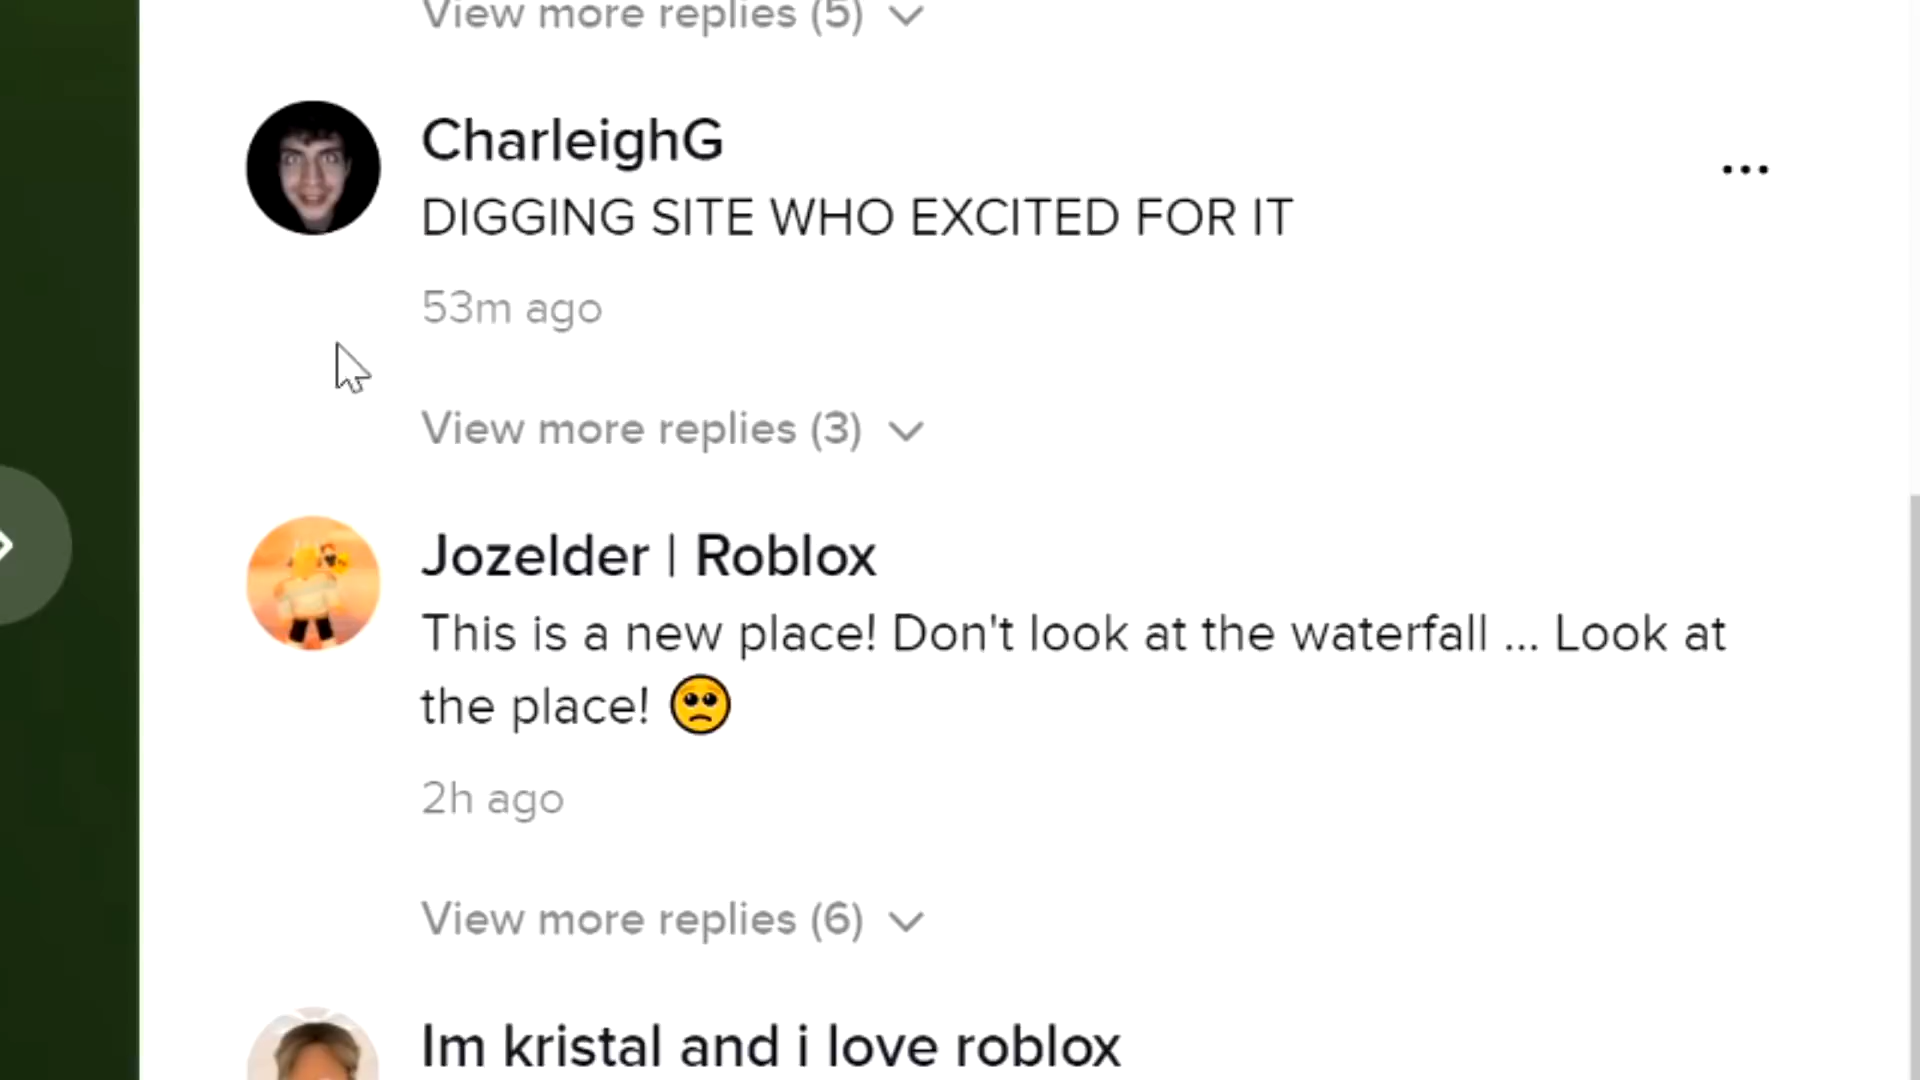 View more replies (5)
CharleighG
DIGGING SITE WHO EXCITED FOR IT
53m ago
View more replies (3)
Jozelder | Roblox
This is a new place! Don't look at the waterfall ... Look at
the place! 🥺
2h ago
View more replies (6)
Im kristal and i love roblox